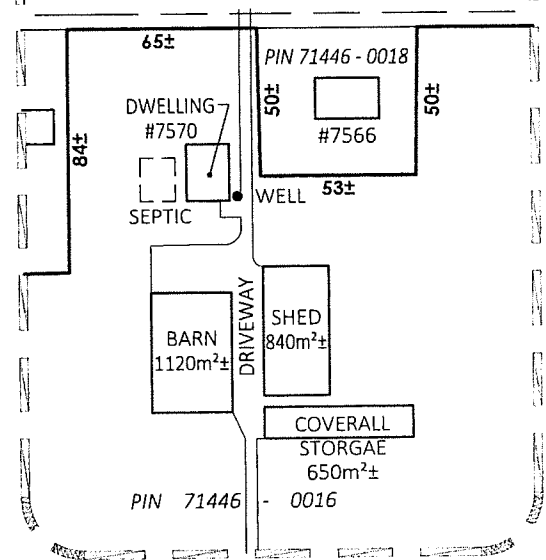 65±
PIN 71446 - 0018
50±
50±
DWELLING
#7570
#7566
84±
53±
WELL
SEPTIC
DRIVEWAY
BARN
1120m²±
SHED
840m²±
COVERALL
STORGAE
650m²±
PIN 71446 - 0016